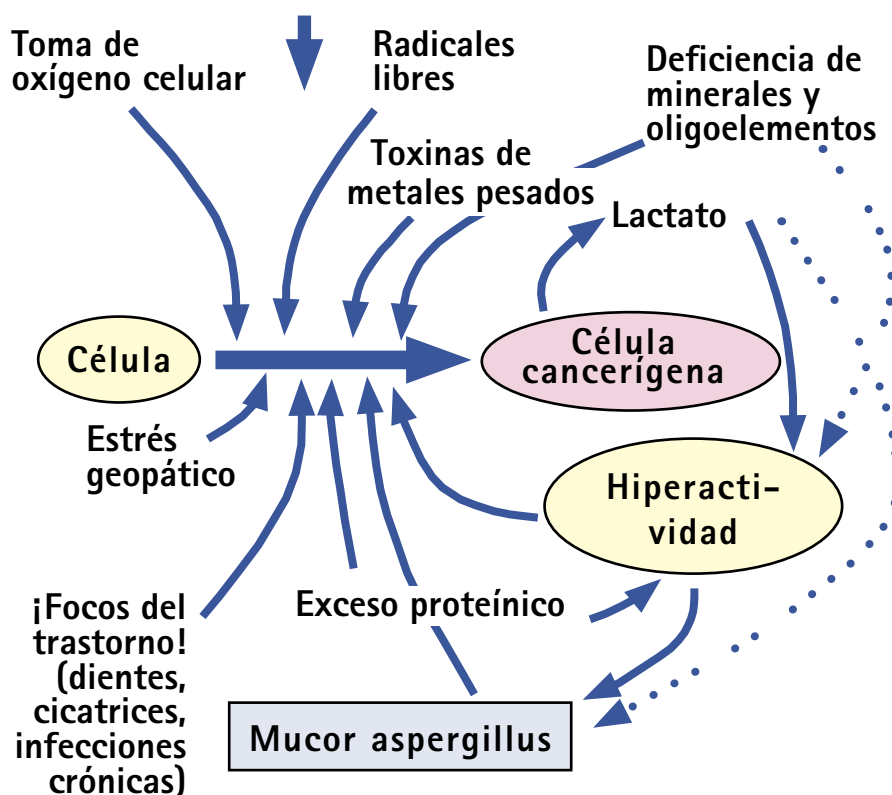 Toma de
oxígeno celular
Radicales
libres
Deficiencia de
minerales y
oligoelementos
Toxinas de
metales pesados
Lactato
Célula
Célula
cancerígena
Estrés
geopático
Hiperacti-
vidad
¡Focos del
trastorno!
(dientes,
cicatrices,
infecciones
crónicas)
Exceso proteínico
Mucor aspergillus